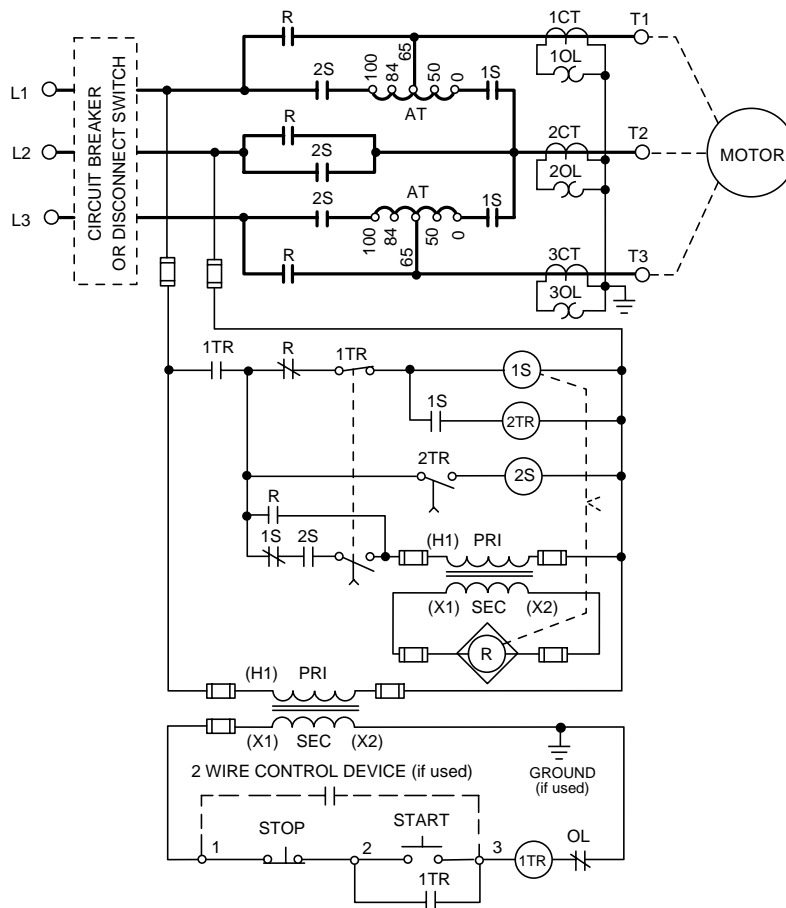 R
1CT
T1
2S
100
84
65
50
0
1S
1OL
L1
AT
CIRCUIT BREAKER
OR DISCONNECT SWITCH
R
2CT
T2
L2
MOTOR
2S
2OL
AT
1S
L3
2S
100
84
65
50
0
R
3CT
T3
3OL
1TR
R
1TR
1S
1S
2TR
2TR
2S
R
1S
2S
(H1)
PRI
(X1)
SEC
(X2)
R
(H1)
PRI
(X1)
SEC
(X2)
2 WIRE CONTROL DEVICE (if used)
GROUND
(if used)
STOP
START
OL
1
2
3
1TR
1TR